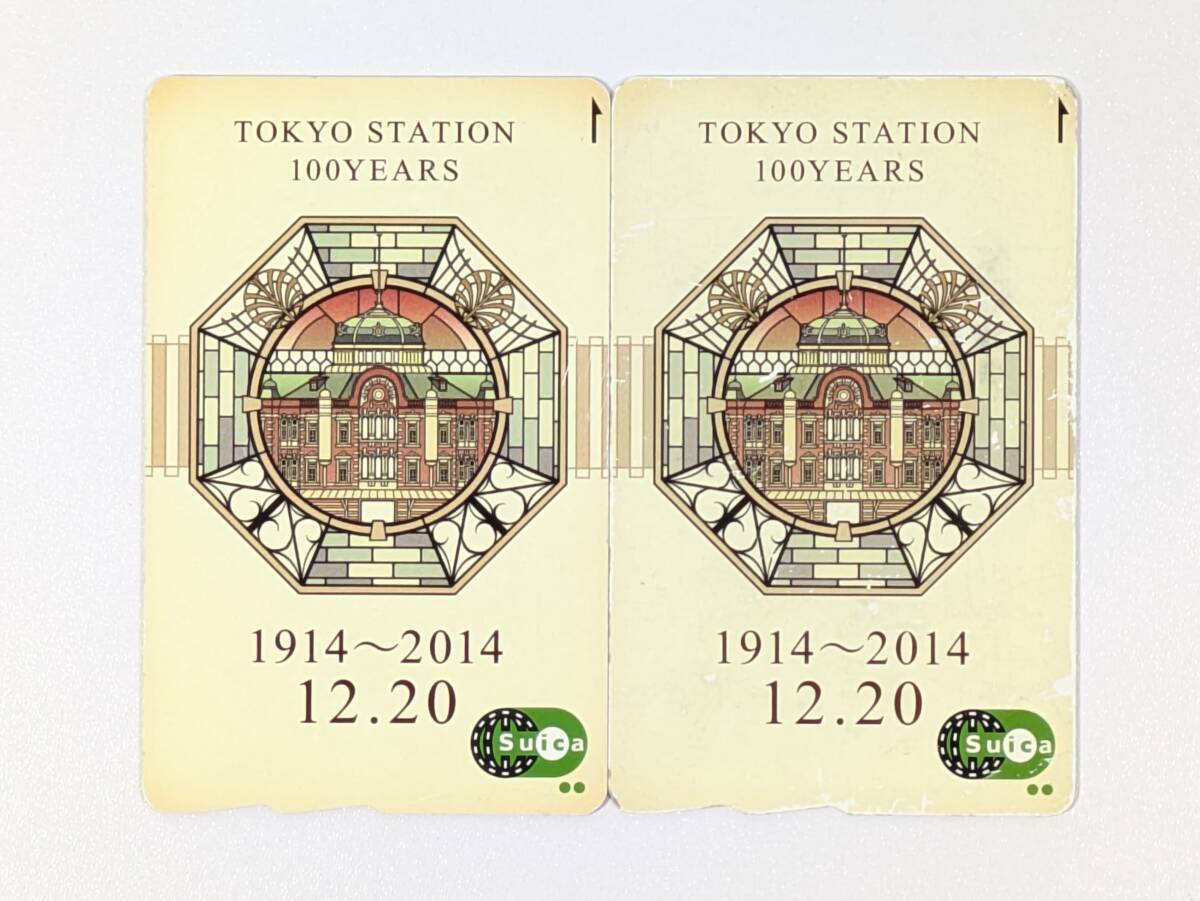 TOKYO STATION
100YEARS
1914〜2014
12.20
Suica
TOKYO STATION
100YEARS
1914〜2014
12.20
Suica